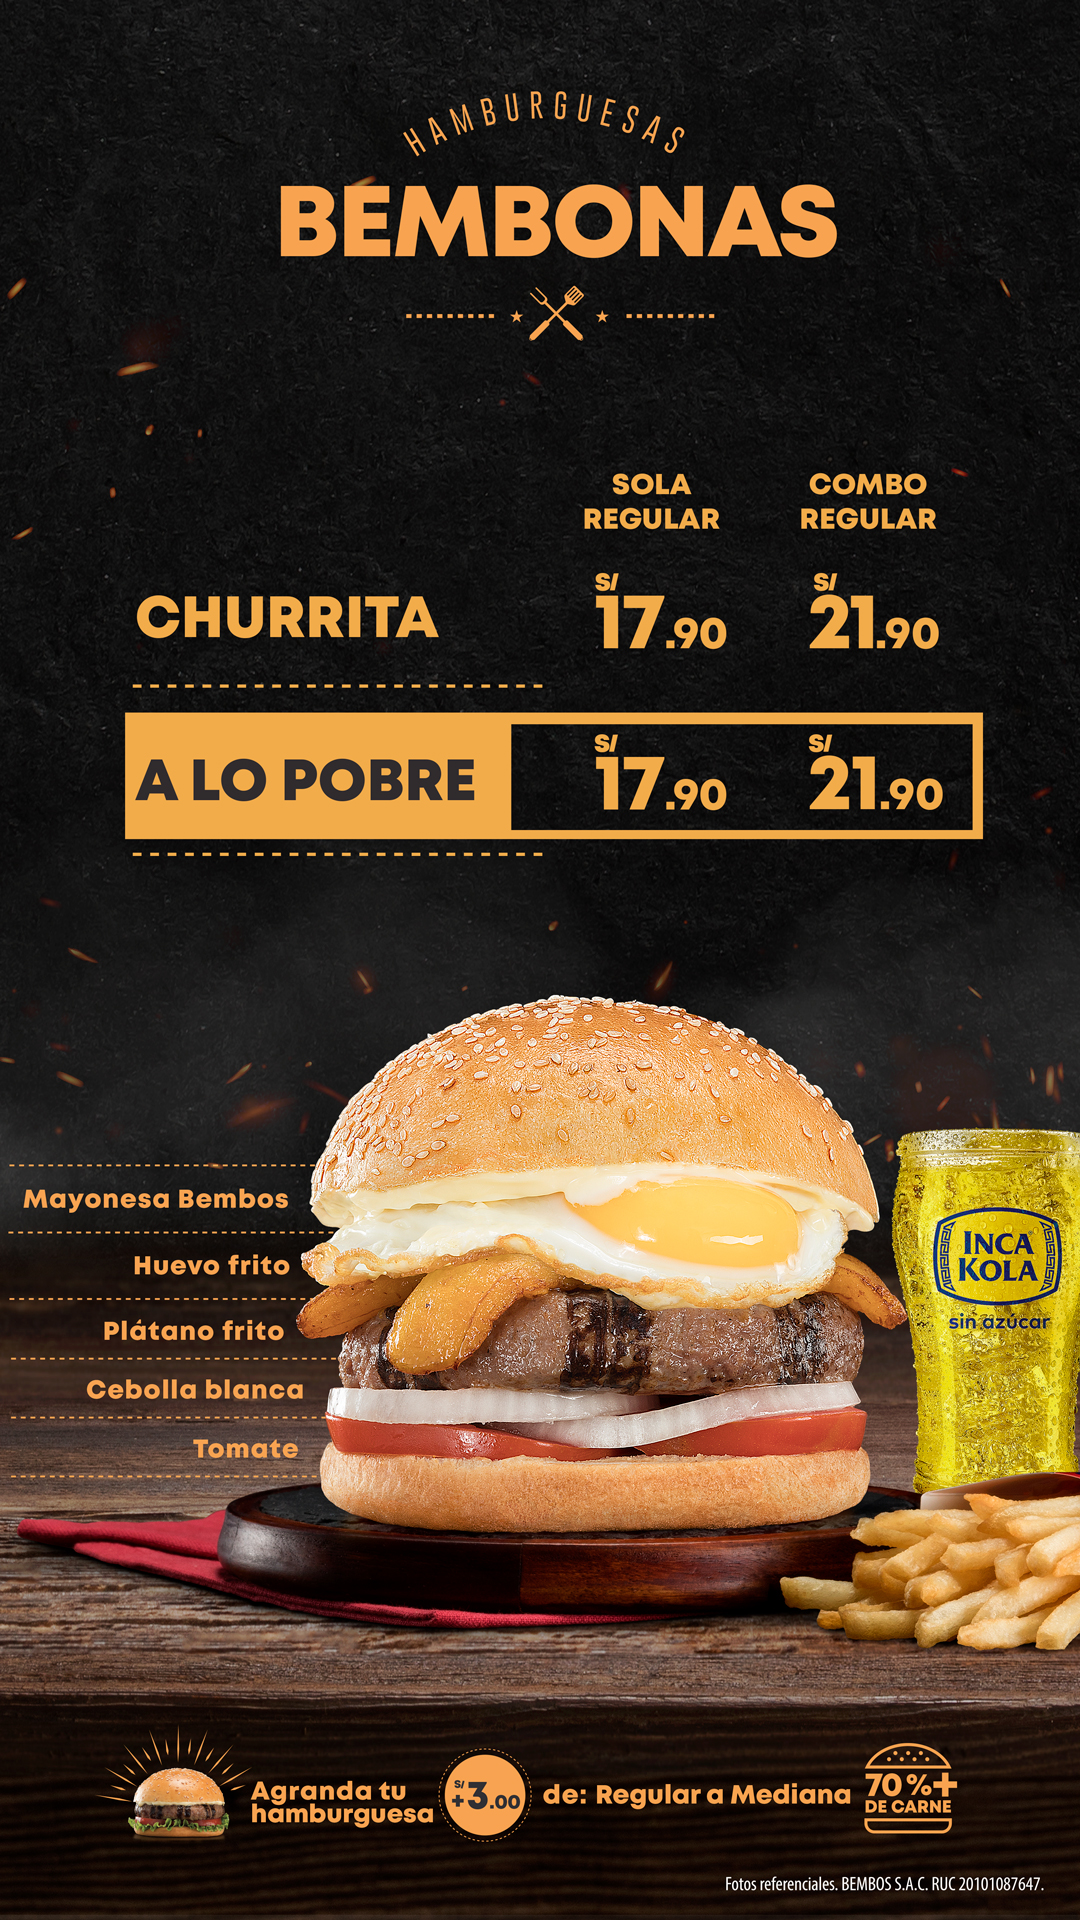 HAMBURGUESAS
BEMBONAS
SOLA REGULAR
COMBO REGULAR
CHURRITA S/ 17.90 S/ 21.90
A LO POBRE S/ 17.90 S/ 21.90
Mayonesa Bembos
Huevo frito
Plátano frito
Cebolla blanca
Tomate
INCA
KOLA
sin azúcar
Agranda tu
hamburguesa
S/ +3.00
de: Regular a Mediana
70%+
DE CARNE
Fotos referenciales. BEMBOS S.A.C. RUC 20101087647.